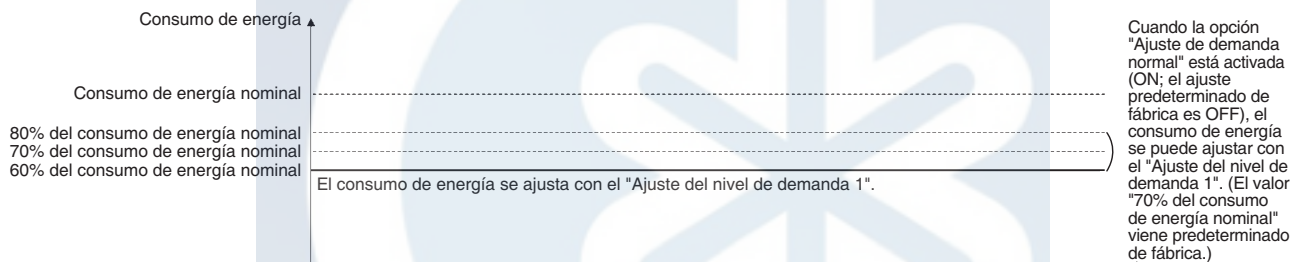 Consumo de energía
Consumo de energía nominal
80% del consumo de energía nominal
70% del consumo de energía nominal
60% del consumo de energía nominal
El consumo de energía se ajusta con el "Ajuste del nivel de demanda 1".
Cuando la opción
"Ajuste de demanda
normal" está activada
(ON; el ajuste
predeterminado de
fábrica es OFF), el
consumo de energía
se puede ajustar con
el "Ajuste del nivel de
demanda 1". (El valor
"70% del consumo
de energía nominal"
viene predeterminado
de fábrica.)